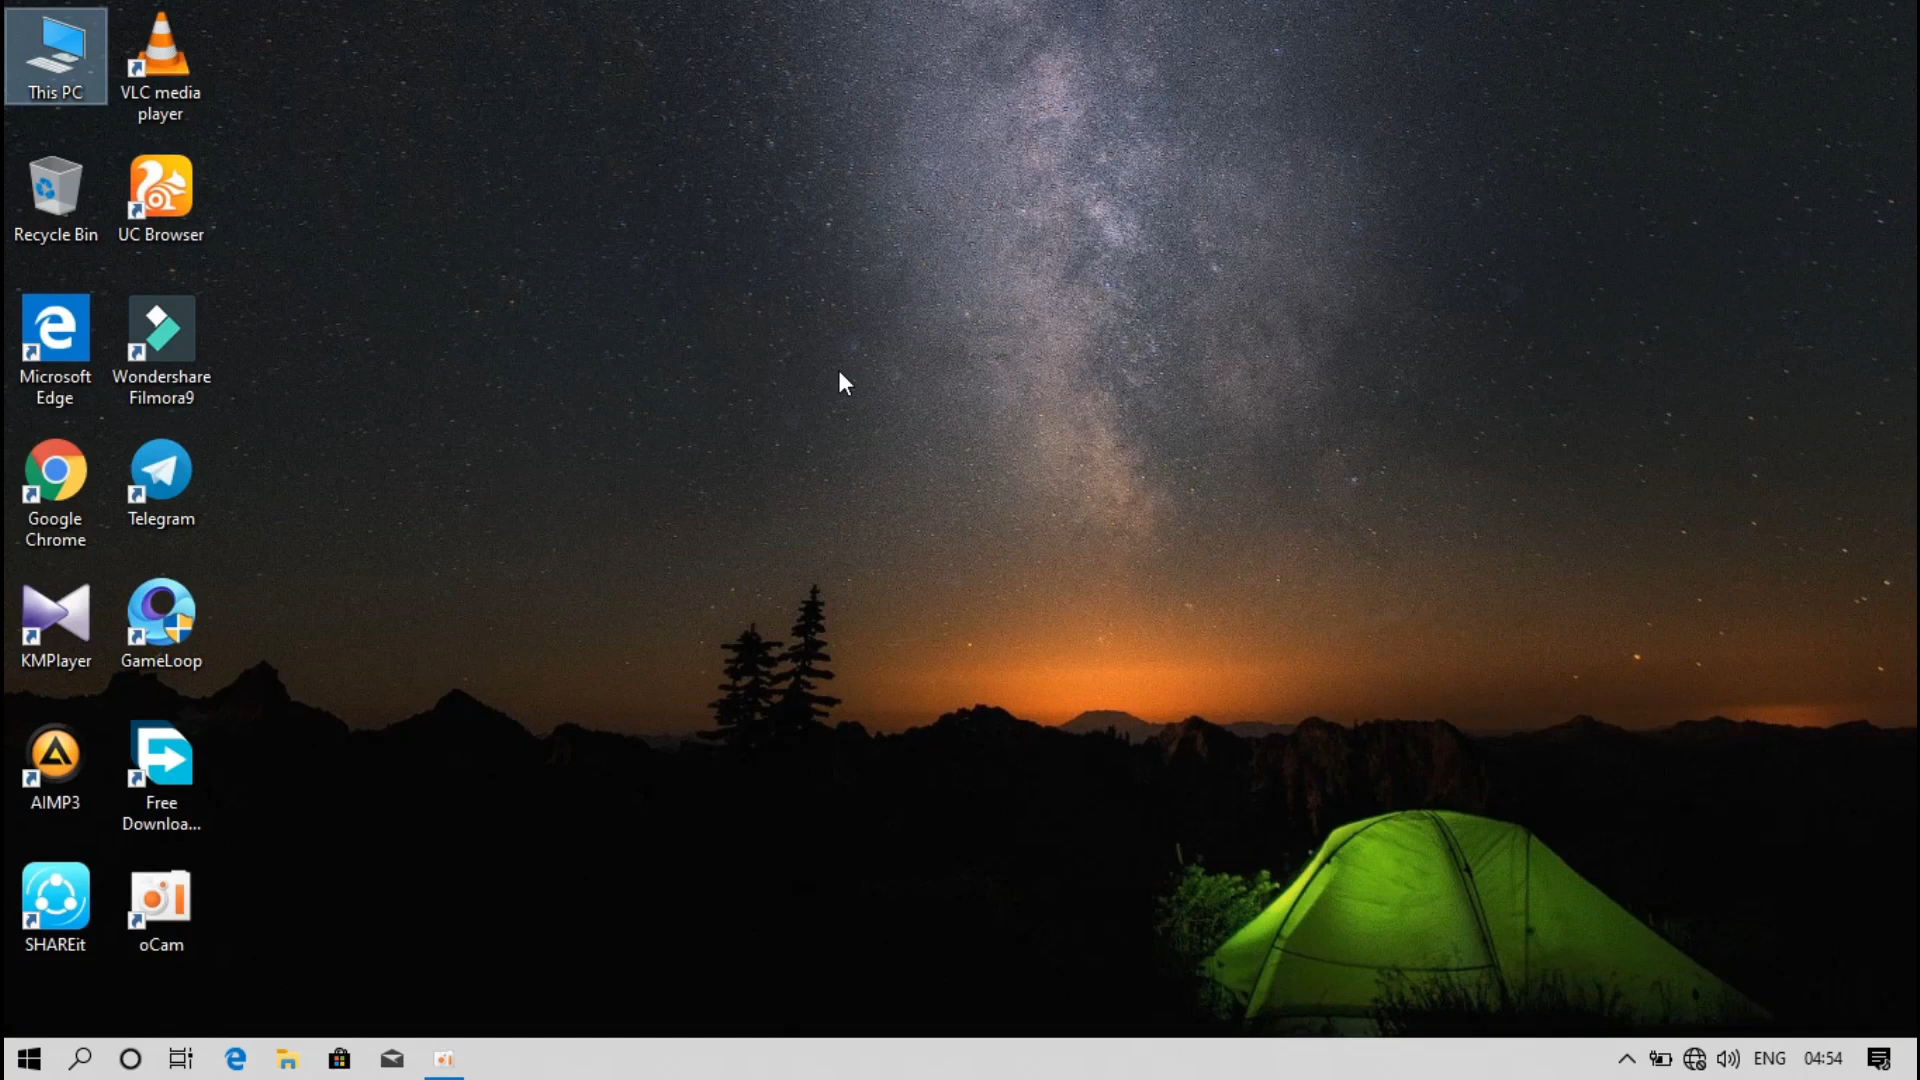 This PC
VLC media
player
Recycle Bin
UC Browser
Microsoft
Edge
Wondershare
Filmora9
Google
Chrome
Telegram
KMPlayer
GameLoop
AIMP3
Free
Downloa...
SHAREit
oCam
ENG
04:54